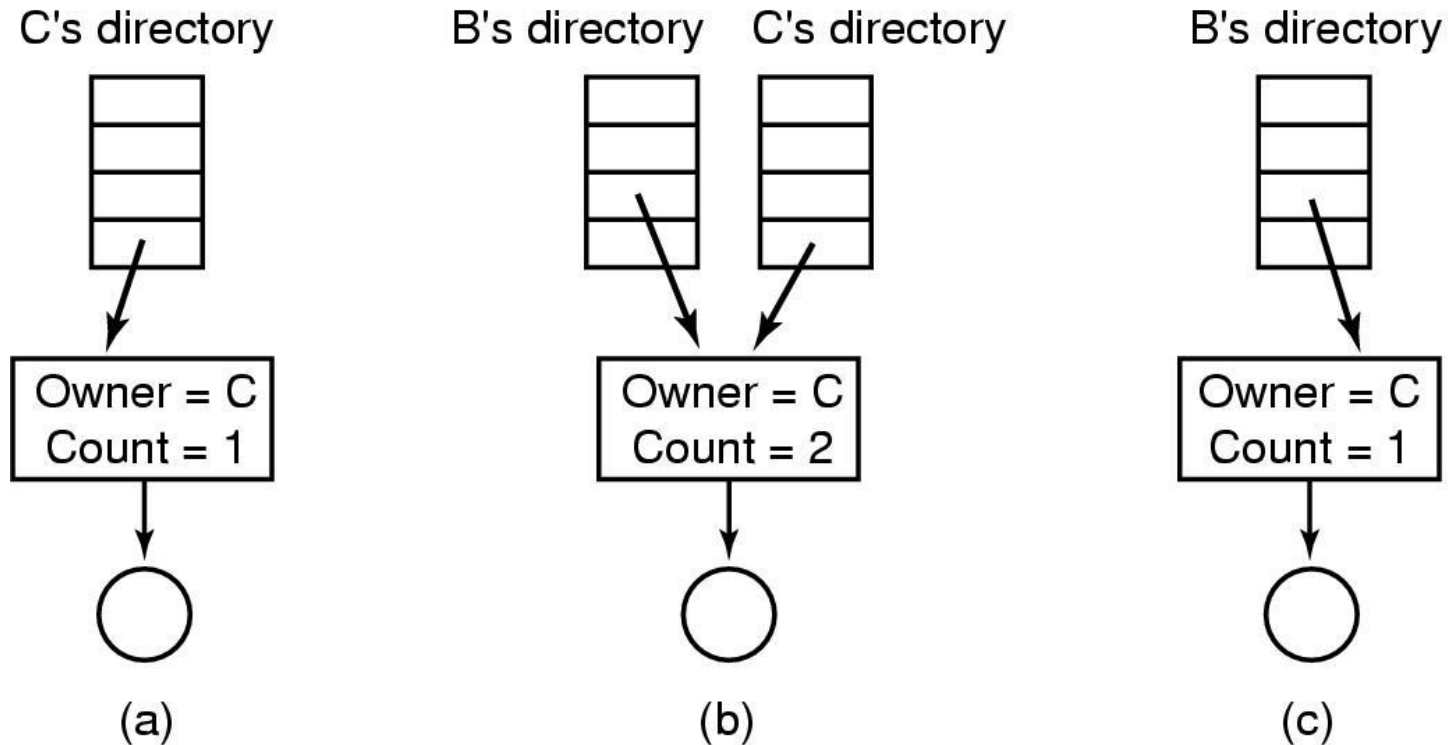 C's directory
B's directory C's directory
B's directory
Owner = C
Count = 1
Owner = C
Count = 2
Owner = C
Count = 1
(a)
(b)
(c)